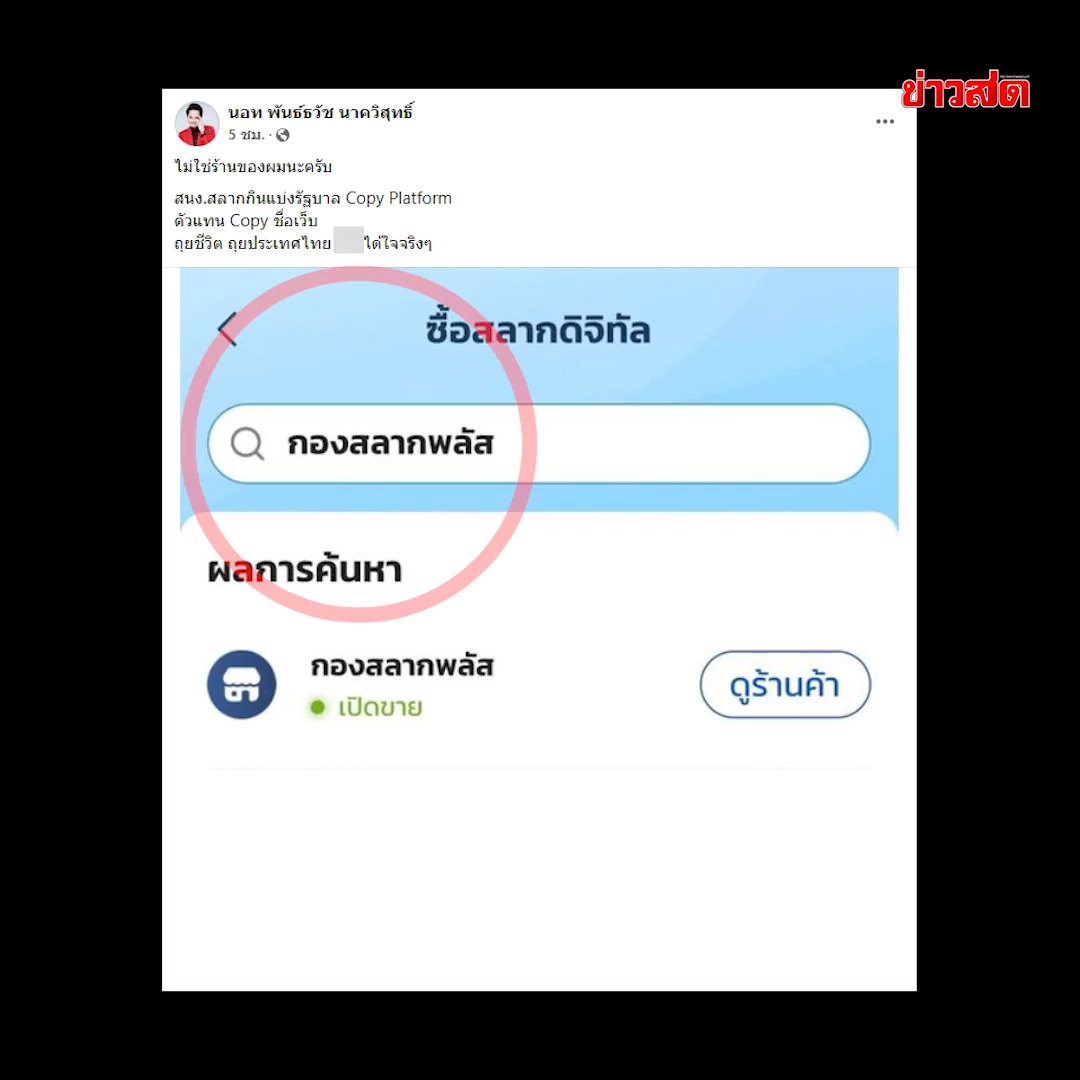 ข่าวสด
นอท พันธ์ธวัช นาควิสุทธิ์
5 ชม. ·
ไม่ใช่ร้านของผมนะครับ
สนง.สลากกินแบ่งรัฐบาล Copy Platform
ตัวแทน Copy ชื่อเว็บ
ถุยชีวิต ถุยประเทศไทย ได้ใจจริงๆ
ซื้อสลากดิจิทัล
กองสลากพลัส
ผลการค้นหา
กองสลากพลัส
เปิดขาย
ดูร้านค้า